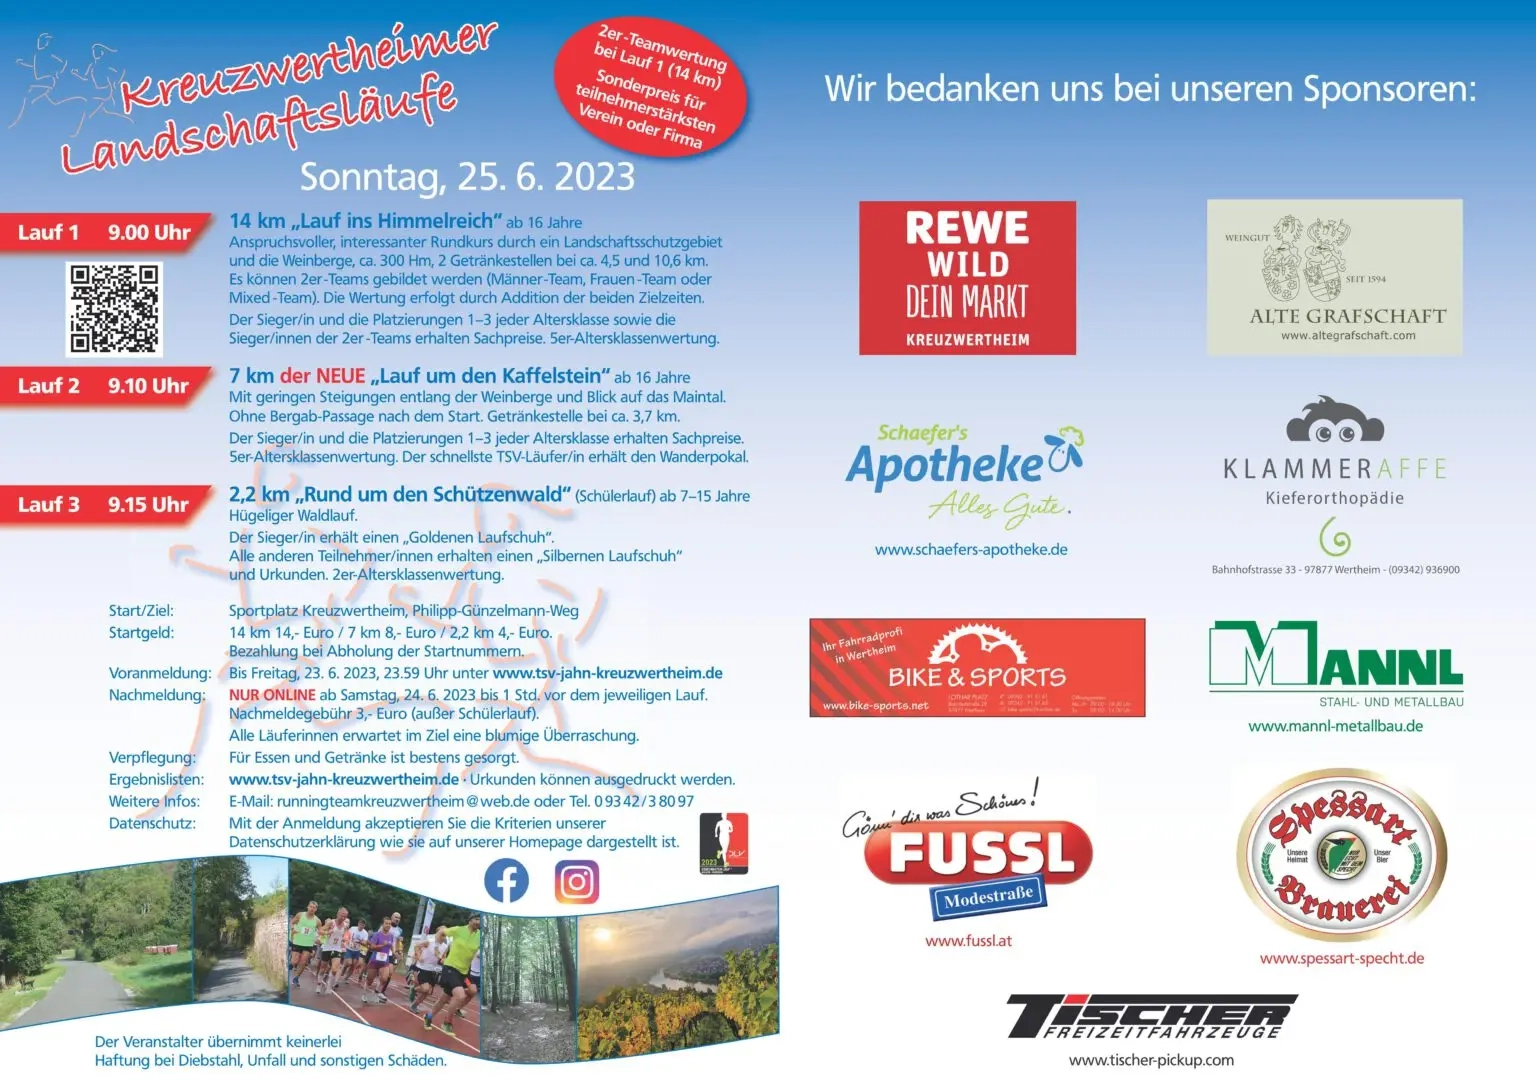 Kreuzwertheimer
Landschaftsläufe
2er-Teamwertung
bei Lauf 1 (14 km)
Sonderpreis für
teilnehmerstärksten
Verein oder Firma
Sonntag, 25. 6. 2023
Lauf 1 9.00 Uhr
14 km „Lauf ins Himmelreich“ ab 16 Jahre
Anspruchsvoller, interessanter Rundkurs durch ein Landschaftsschutzgebiet
und die Weinberge, ca. 300 Hm, 2 Getränkestellen bei ca. 4,5 und 10,6 km.
Es können 2er-Teams gebildet werden (Männer-Team, Frauen-Team oder
Mixed-Team). Die Wertung erfolgt durch Addition der beiden Zielzeiten.
Der Sieger/in und die Platzierungen 1–3 jeder Altersklasse sowie die
Sieger/innen der 2er-Teams erhalten Sachpreise. 5er-Altersklassenwertung.
Lauf 2 9.10 Uhr
7 km der NEUE „Lauf um den Kaffelstein“ ab 16 Jahre
Mit geringen Steigungen entlang der Weinberge und Blick auf das Maintal.
Ohne Bergab-Passage nach dem Start. Getränkestelle bei ca. 3,7 km.
Der Sieger/in und die Platzierungen 1–3 jeder Altersklasse erhalten Sachpreise.
5er-Altersklassenwertung. Der schnellste TSV-Läufer/in erhält den Wanderpokal.
Lauf 3 9.15 Uhr
2,2 km „Rund um den Schützenwald“ (Schülerlauf) ab 7–15 Jahre
Hügeliger Waldlauf.
Der Sieger/in erhält einen „Goldenen Laufschuh“.
Alle anderen Teilnehmer/innen erhalten einen „Silbernen Laufschuh“
und Urkunden. 2er-Altersklassenwertung.
Start/Ziel: Sportplatz Kreuzwertheim, Philipp-Günzelmann-Weg
Startgeld: 14 km 14,- Euro / 7 km 8,- Euro / 2,2 km 4,- Euro.
Bezahlung bei Abholung der Startnummern.
Voranmeldung: Bis Freitag, 23. 6. 2023, 23.59 Uhr unter www.tsv-jahn-kreuzwertheim.de
Nachmeldung: NUR ONLINE ab Samstag, 24. 6. 2023 bis 1 Std. vor dem jeweiligen Lauf.
Nachmeldegebühr 3,- Euro (außer Schülerlauf).
Alle Läuferinnen erwartet im Ziel eine blumige Überraschung.
Verpflegung: Für Essen und Getränke ist bestens gesorgt.
Ergebnislisten: www.tsv-jahn-kreuzwertheim.de · Urkunden können ausgedruckt werden.
Weitere Infos: E-Mail: runningteamkreuzwertheim@web.de oder Tel. 0 93 42 / 3 80 97
Datenschutz: Mit der Anmeldung akzeptieren Sie die Kriterien unserer
Datenschutzerklärung wie sie auf unserer Homepage dargestellt ist.
2023 DLV
Der Veranstalter übernimmt keinerlei
Haftung bei Diebstahl, Unfall und sonstigen Schäden.
Wir bedanken uns bei unseren Sponsoren:
REWE
WILD
DEIN MARKT
KREUZWERTHEIM
WEINGUT
SEIT 1594
ALTE GRAFSCHAFT
www.altegrafschaft.com
Schaefer's
Apotheke
Alles Gute.
www.schaefers-apotheke.de
KLAMMERAFFE
Kieferorthopädie
Bahnhofstrasse 33 - 97877 Wertheim - (09342) 936900
Ihr Fahrradprofi
in Wertheim
BIKE & SPORTS
www.bike-sports.net
MANNL
STAHL- UND METALLBAU
www.mannl-metallbau.de
Gönn' dir was Schönes!
FUSSL
Modestraße
www.fussl.at
Spessart
Unsere
Heimat
Unser
Bier
Brauerei
www.spessart-specht.de
TISCHER
FREIZEITFAHRZEUGE
www.tischer-pickup.com